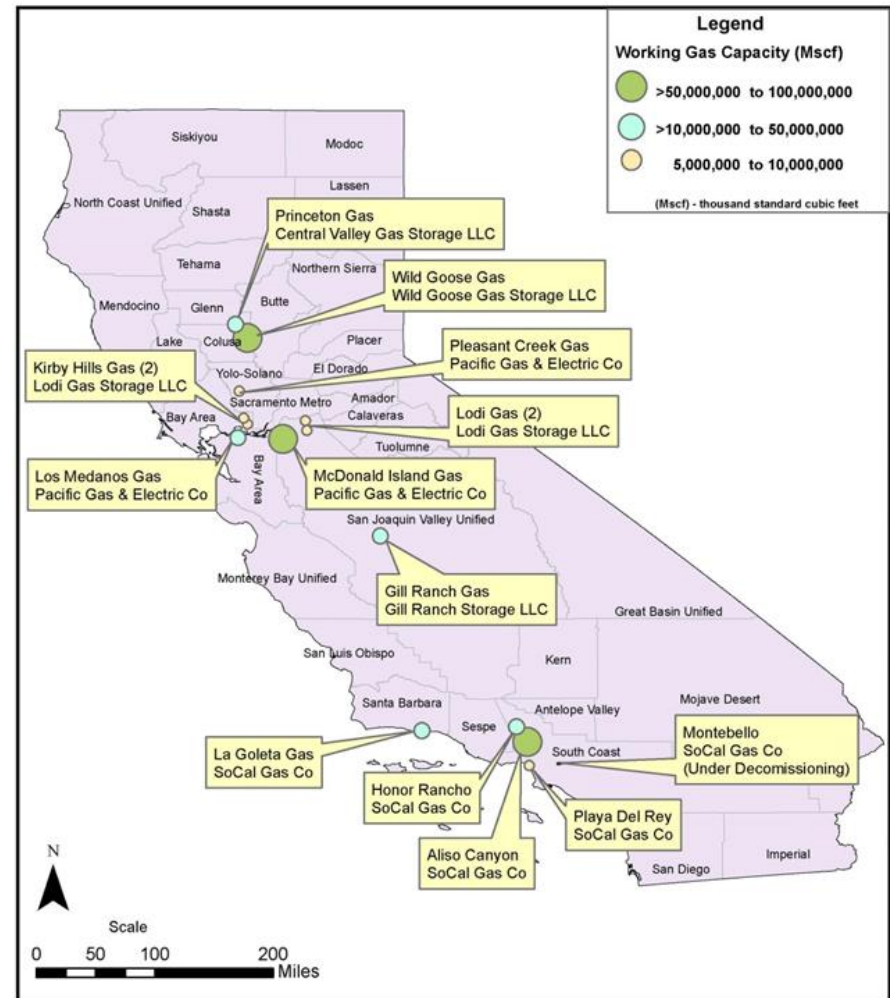 Legend
Working Gas Capacity (Mscf)
>50,000,000 to 100,000,000
>10,000,000 to 50,000,000
5,000,000 to 10,000,000
(Mscf) - thousand standard cubic feet
Siskiyou
Modoc
Lassen
North Coast Unified
Shasta
Princeton Gas
Central Valley Gas Storage LLC
Tehama
Northern Sierra
Wild Goose Gas
Wild Goose Gas Storage LLC
Mendocino
Glenn
Butte
Lake
Colusa
Placer
Pleasant Creek Gas
Pacific Gas & Electric Co
Kirby Hills Gas (2)
Lodi Gas Storage LLC
Yolo-Solano
El Dorado
Sacramento Metro
Amador
Calaveras
Lodi Gas (2)
Lodi Gas Storage LLC
Bay Area
Tuolumne
Los Medanos Gas
Pacific Gas & Electric Co
Bay Area
McDonald Island Gas
Pacific Gas & Electric Co
San Joaquin Valley Unified
Monterey Bay Unified
Gill Ranch Gas
Gill Ranch Storage LLC
Great Basin Unified
San Luis Obispo
Kern
Santa Barbara
Sespe
Antelope Valley
Mojave Desert
La Goleta Gas
SoCal Gas Co
South Coast
Montebello
SoCal Gas Co
(Under Decomissioning)
Honor Rancho
SoCal Gas Co
Playa Del Rey
SoCal Gas Co
Aliso Canyon
SoCal Gas Co
San Diego
Imperial
N
Scale
0 50 100 200
Miles